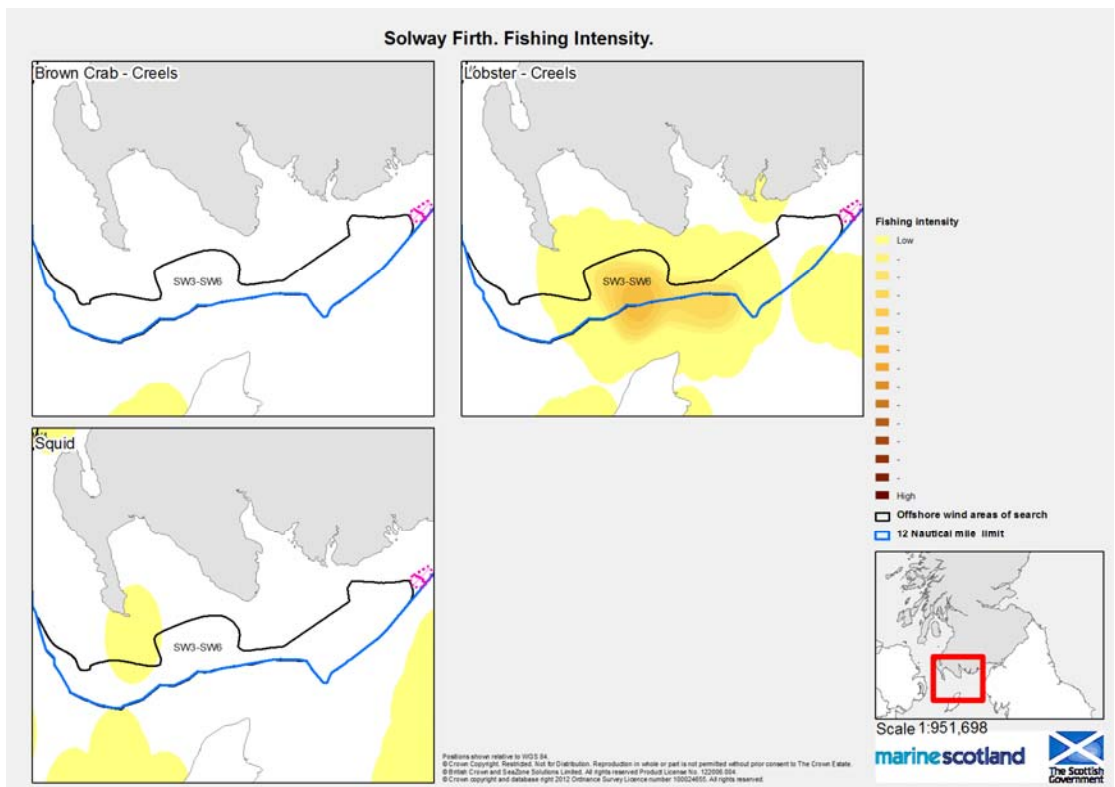 Solway Firth. Fishing Intensity.
Brown Crab - Creels
SW3-SW6
Lobster - Creels
SW3-SW6
Squid
SW3-SW6
Fishing intensity
Low
-
-
-
-
-
-
-
-
-
-
-
-
-
High
Offshore wind areas of search
12 Nautical mile limit
Scale 1:951,698
marinescotland
The Scottish
Government
Positions shown relative to WGS 84.
© Crown Copyright. Restricted. Not for Distribution. Reproduction in whole or part is not permitted without prior consent to The Crown Estate.
© British Crown and SeaZone Solutions Limited. All rights reserved Product License No. 122006.004.
© Crown copyright and database right 2012 Ordnance Survey Licence number 100024655. All rights reserved.